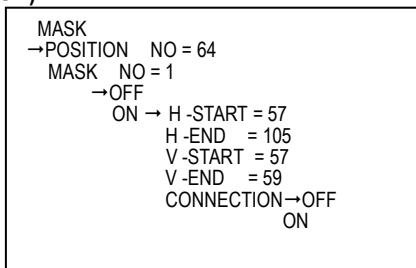 MASK
→POSITION NO = 64
MASK NO = 1
→OFF
ON → H -START = 57
H -END = 105
V -START = 57
V -END = 59
CONNECTION→OFF
ON